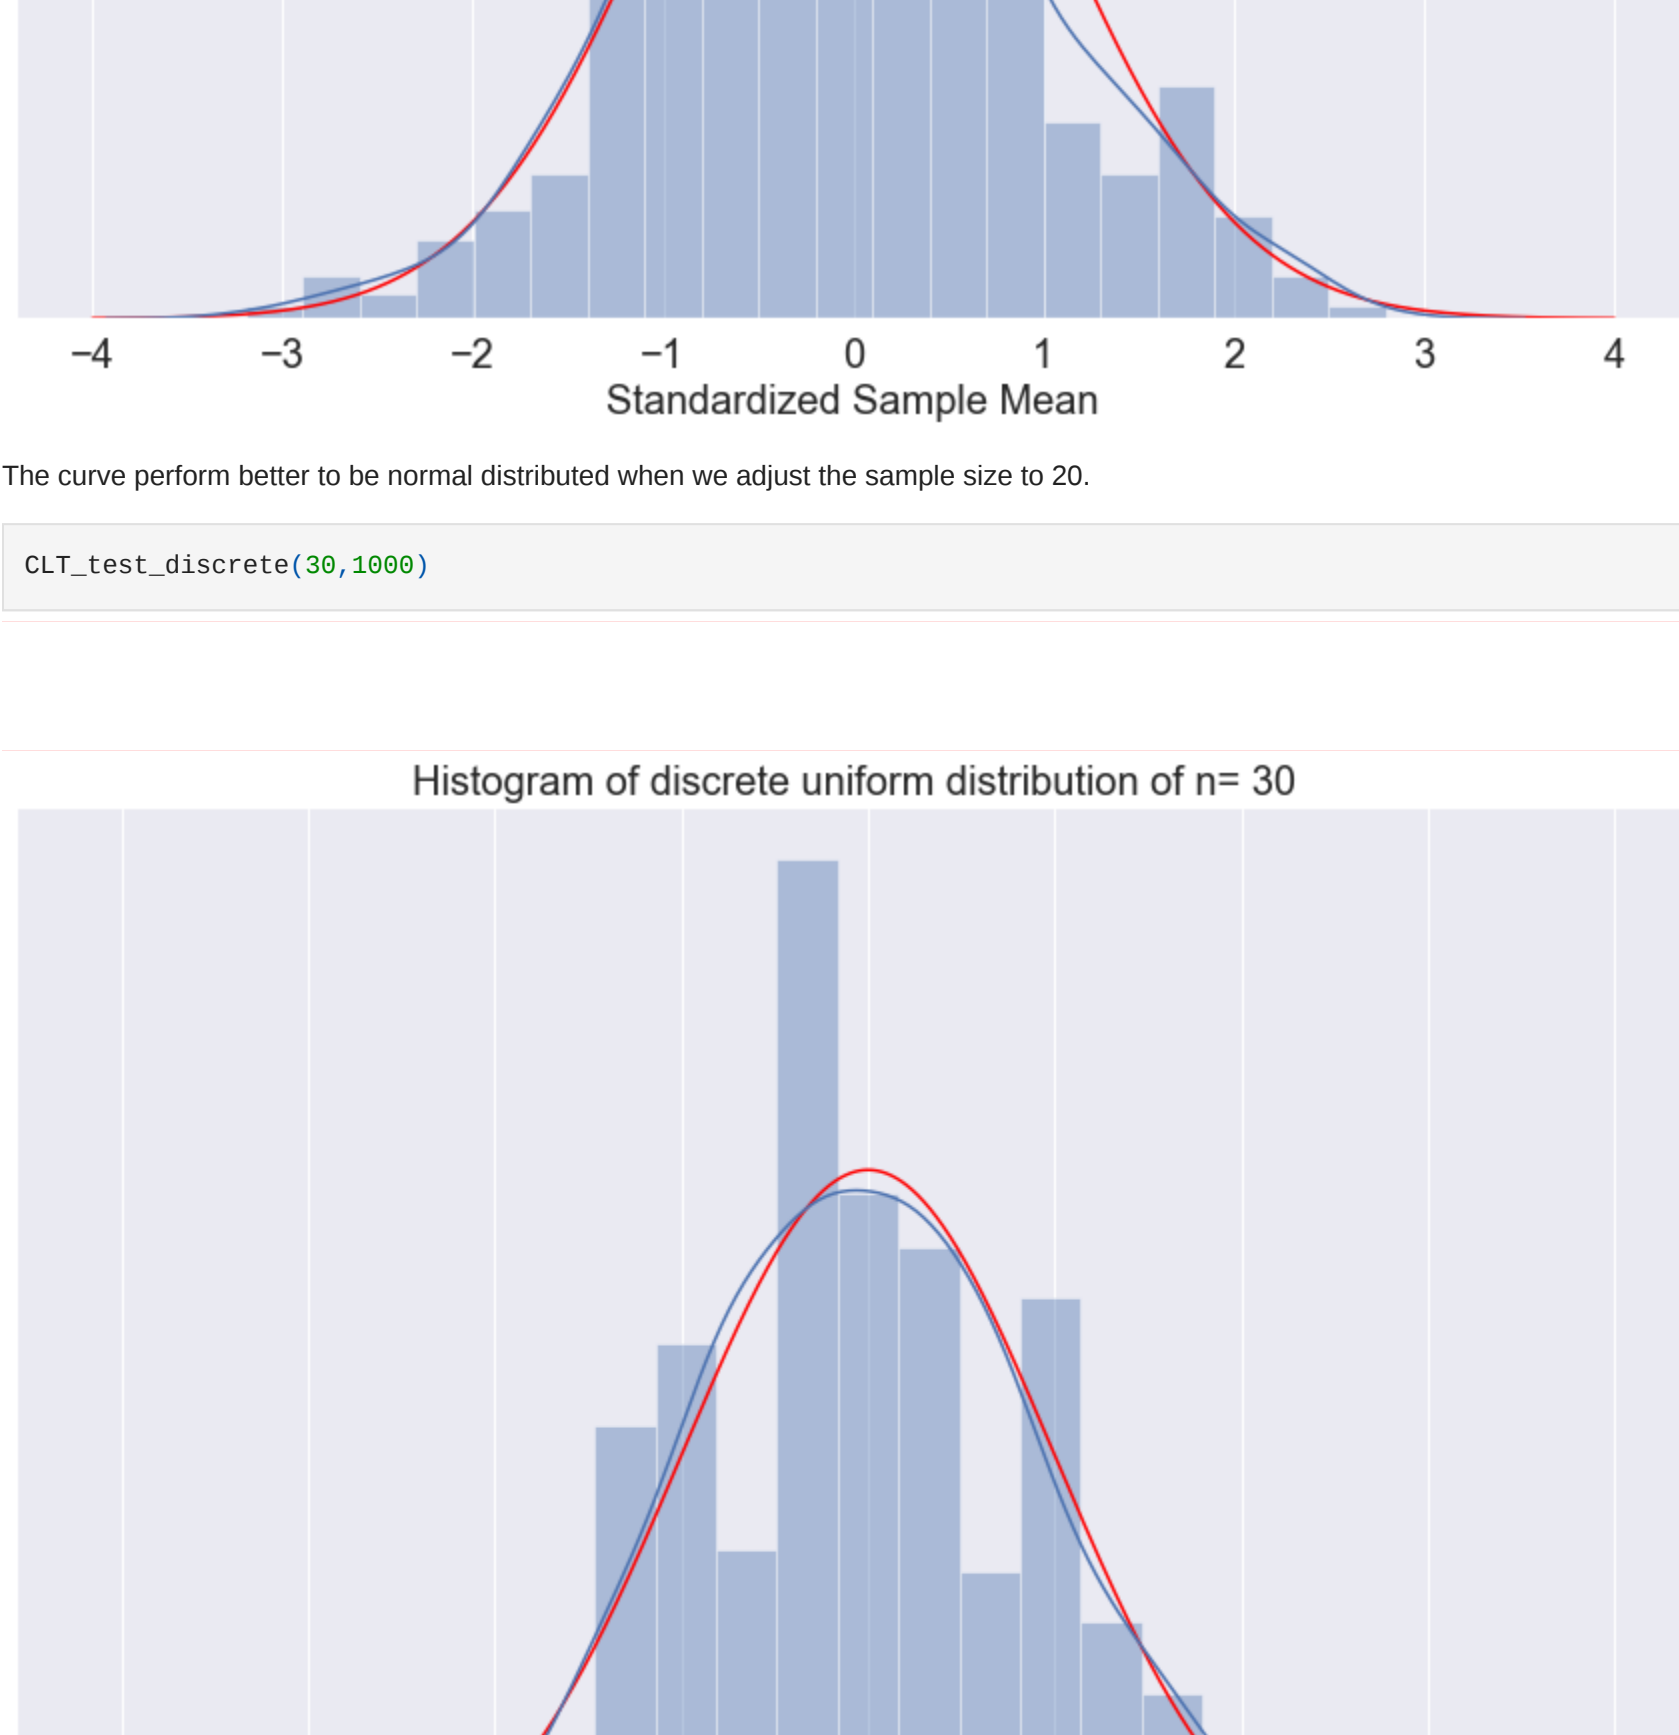 −4 −3 −2 −1 0 1 2 3 4
Standardized Sample Mean
The curve perform better to be normal distributed when we adjust the sample size to 20.
CLT_test_discrete(30,1000)
Histogram of discrete uniform distribution of n= 30